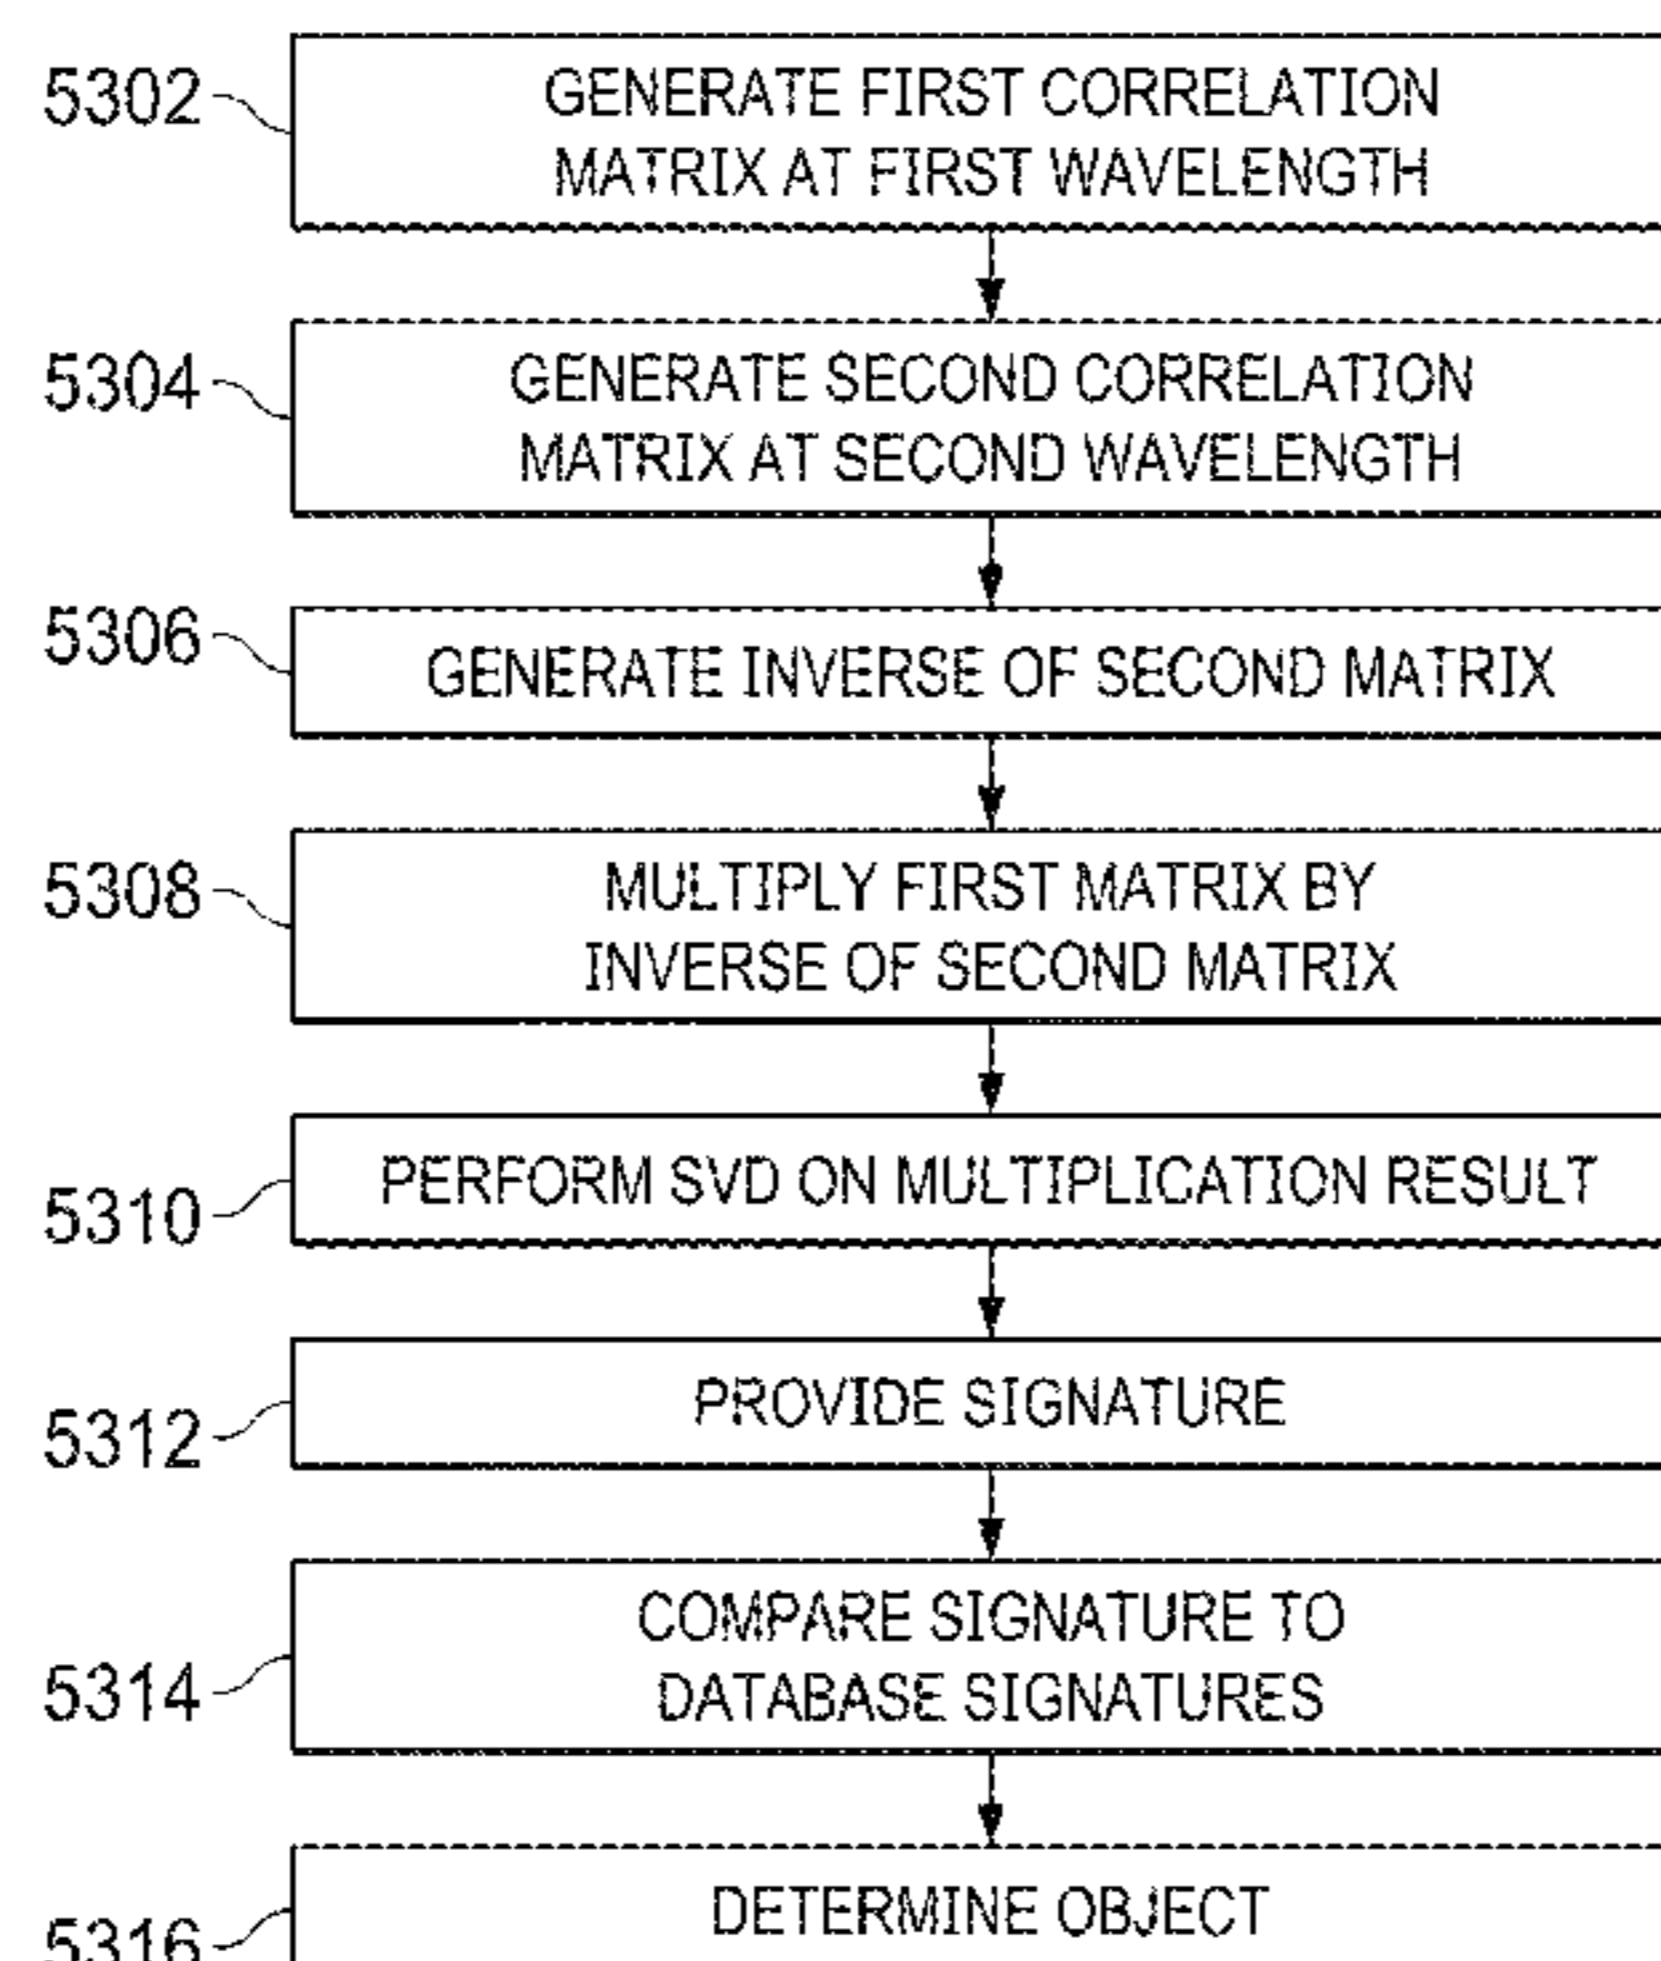 5302
GENERATE FIRST CORRELATION
MATRIX AT FIRST WAVELENGTH
5304
GENERATE SECOND CORRELATION
MATRIX AT SECOND WAVELENGTH
5306
GENERATE INVERSE OF SECOND MATRIX
5308
MULTIPLY FIRST MATRIX BY
INVERSE OF SECOND MATRIX
5310
PERFORM SVD ON MULTIPLICATION RESULT
5312
PROVIDE SIGNATURE
5314
COMPARE SIGNATURE TO
DATABASE SIGNATURES
5316
DETERMINE OBJECT